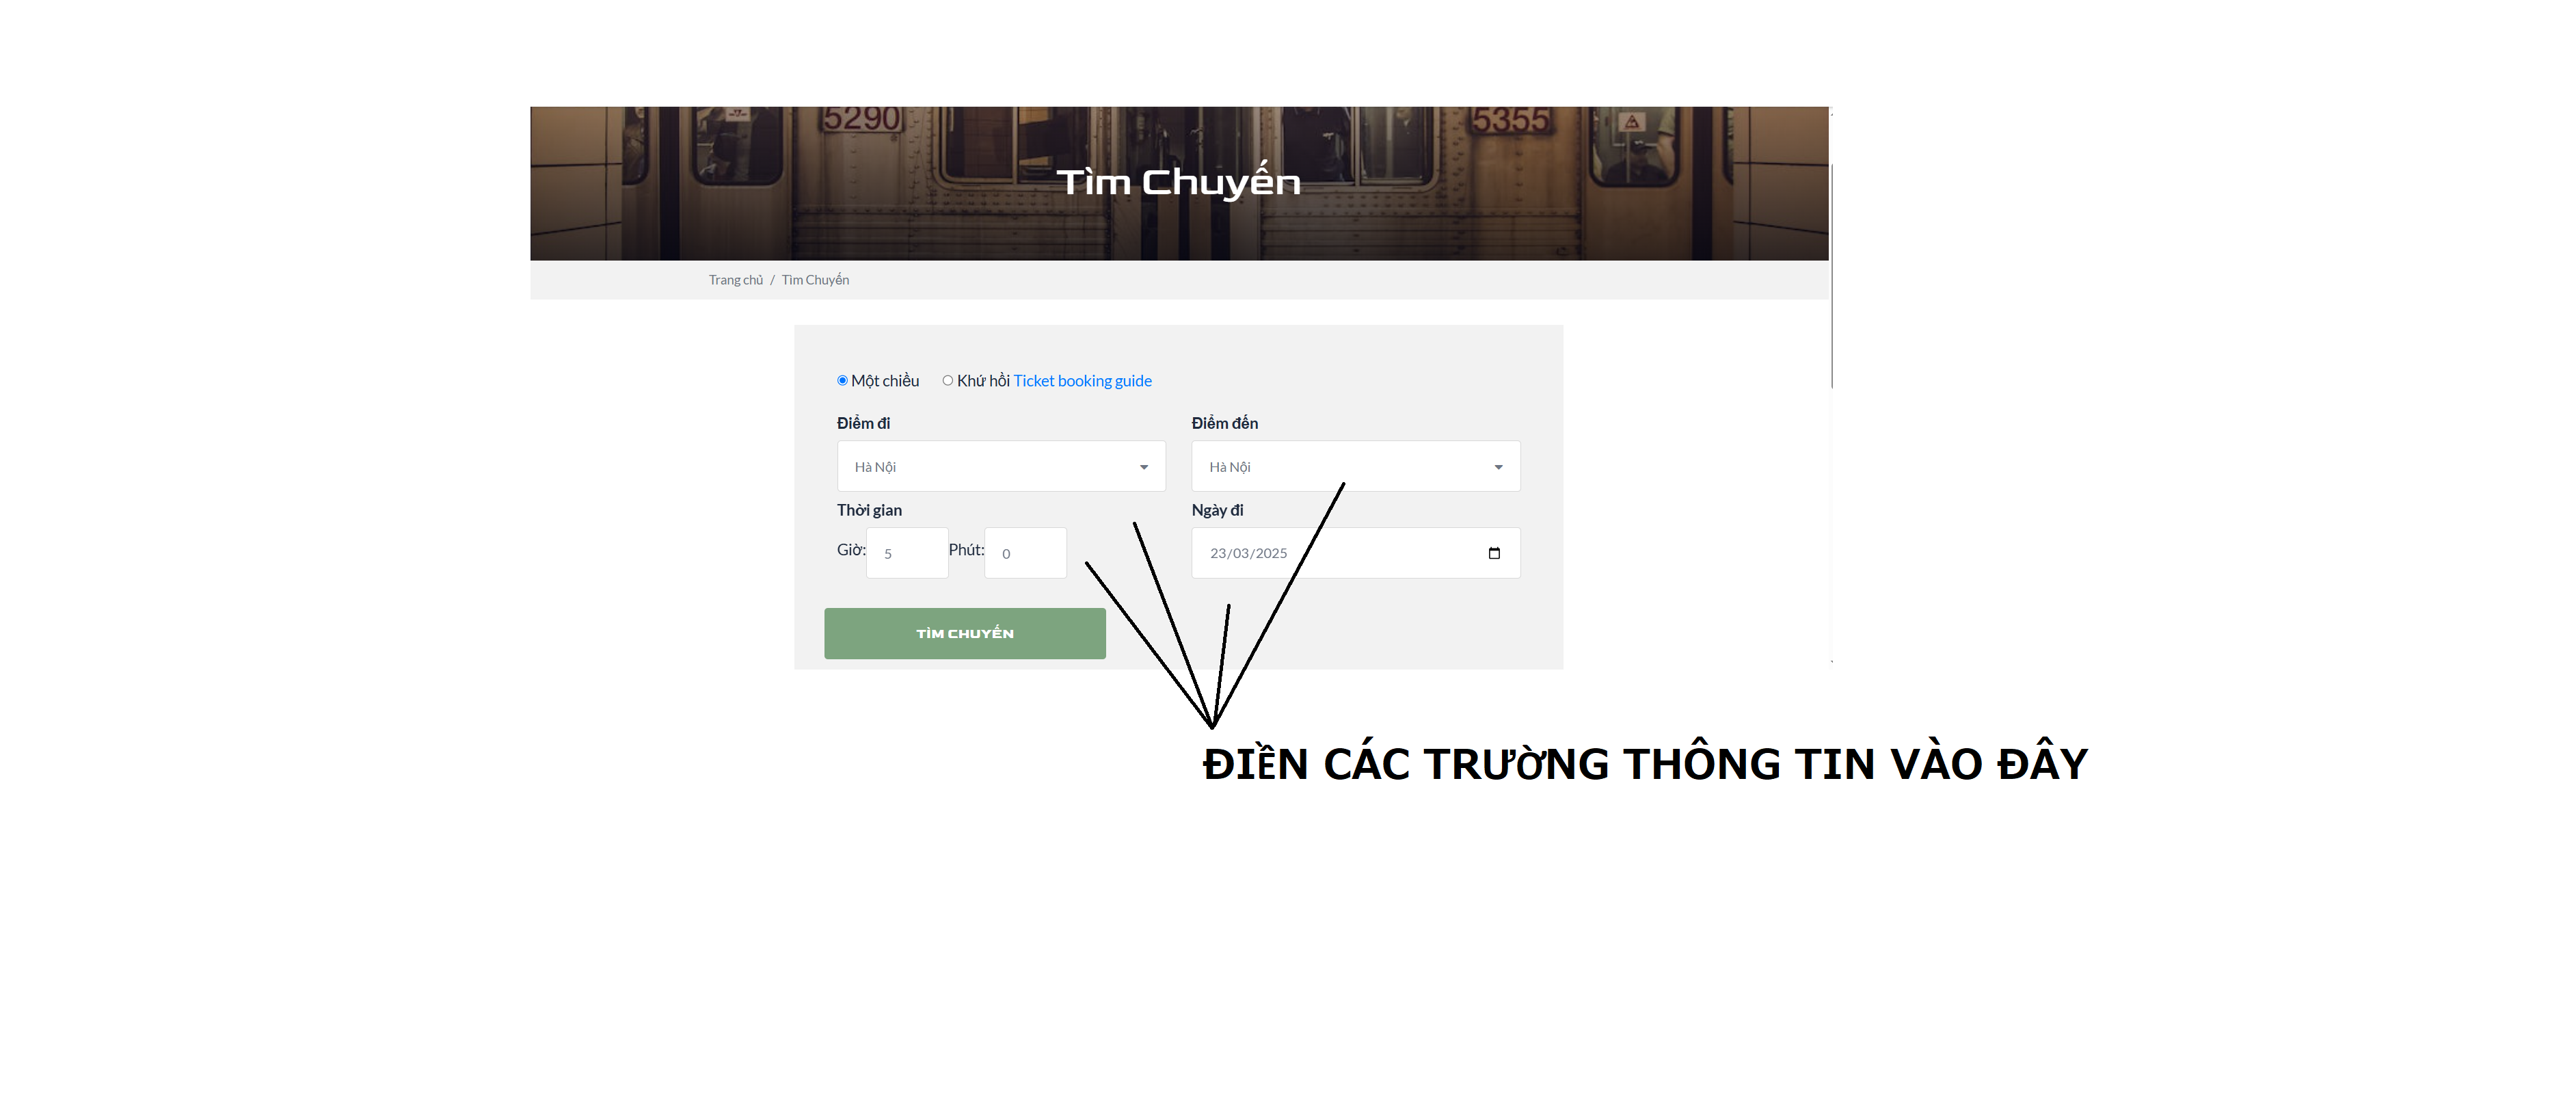 5290
5355
Tìm Chuyến
Trang chủ / Tìm Chuyến
Một chiều Khứ hồi Ticket booking guide
Điểm đi
Điểm đến
Hà Nội
Hà Nội
Thời gian
Ngày đi
Giờ: 5 Phút: 0
23/03/2025
TÌM CHUYẾN
ĐIỀN CÁC TRƯỜNG THÔNG TIN VÀO ĐÂY